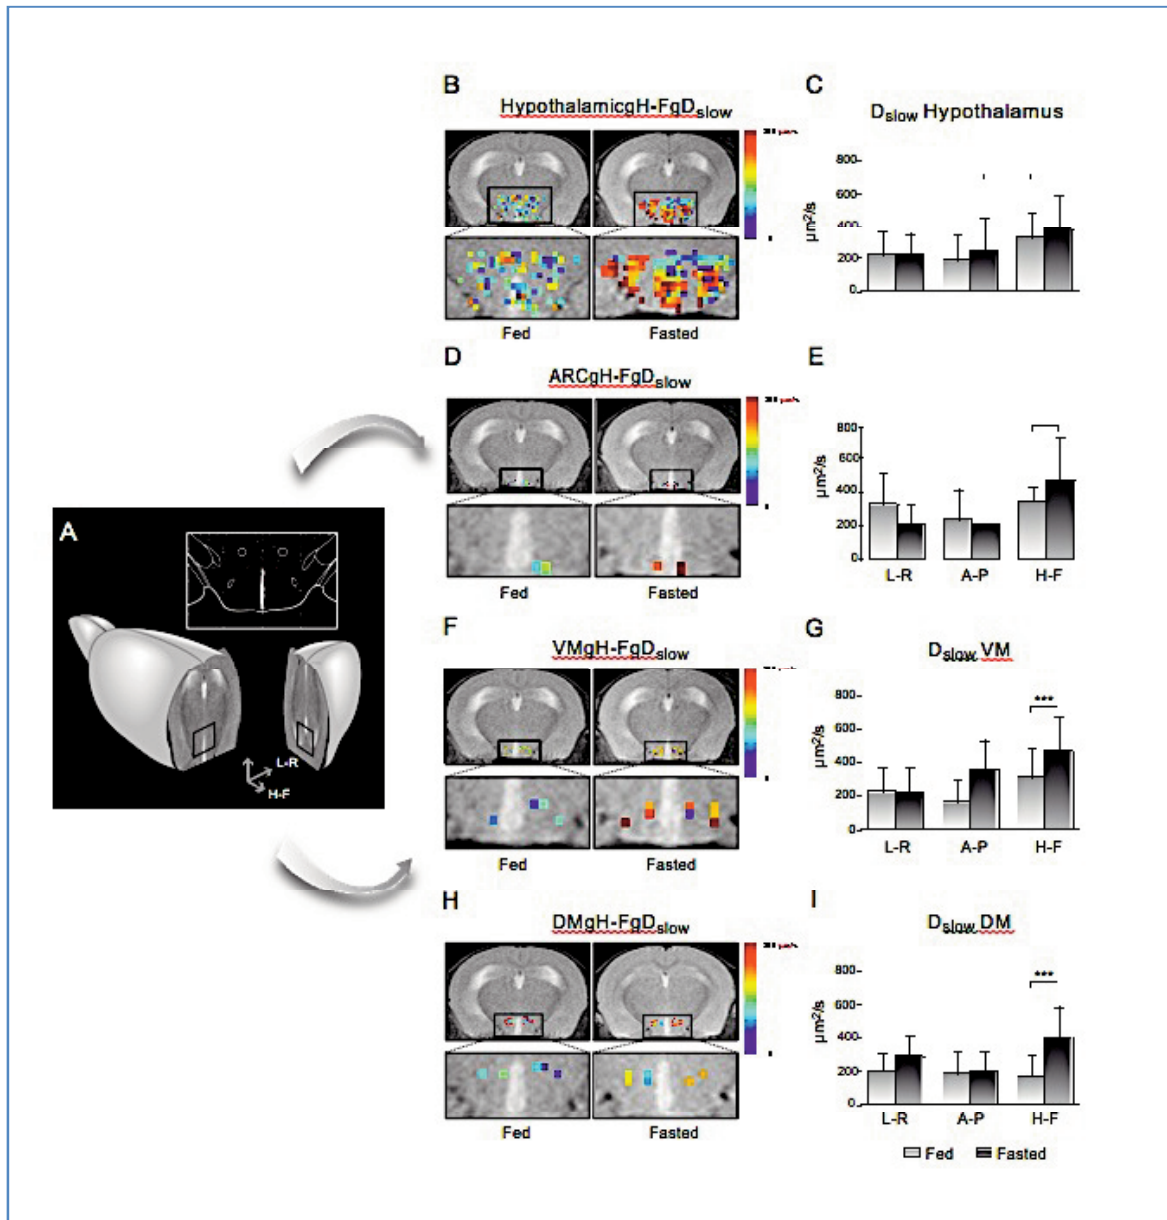 A
L-R
H-F
B
HypothalamicgH-FgDslow
Fed
Fasted
C
Dslow Hypothalamus
µm²/s
800
600
400
200
0
D
ARCgH-FgDslow
Fed
Fasted
E
µm²/s
800
600
400
200
0
L-R
A-P
H-F
F
VMgH-FgDslow
Fed
Fasted
G
Dslow VM
µm²/s
800
600
400
200
0
L-R
A-P
H-F
***
H
DMgH-FgDslow
Fed
Fasted
I
Dslow DM
µm²/s
800
600
400
200
0
L-R
A-P
H-F
***
Fed
Fasted